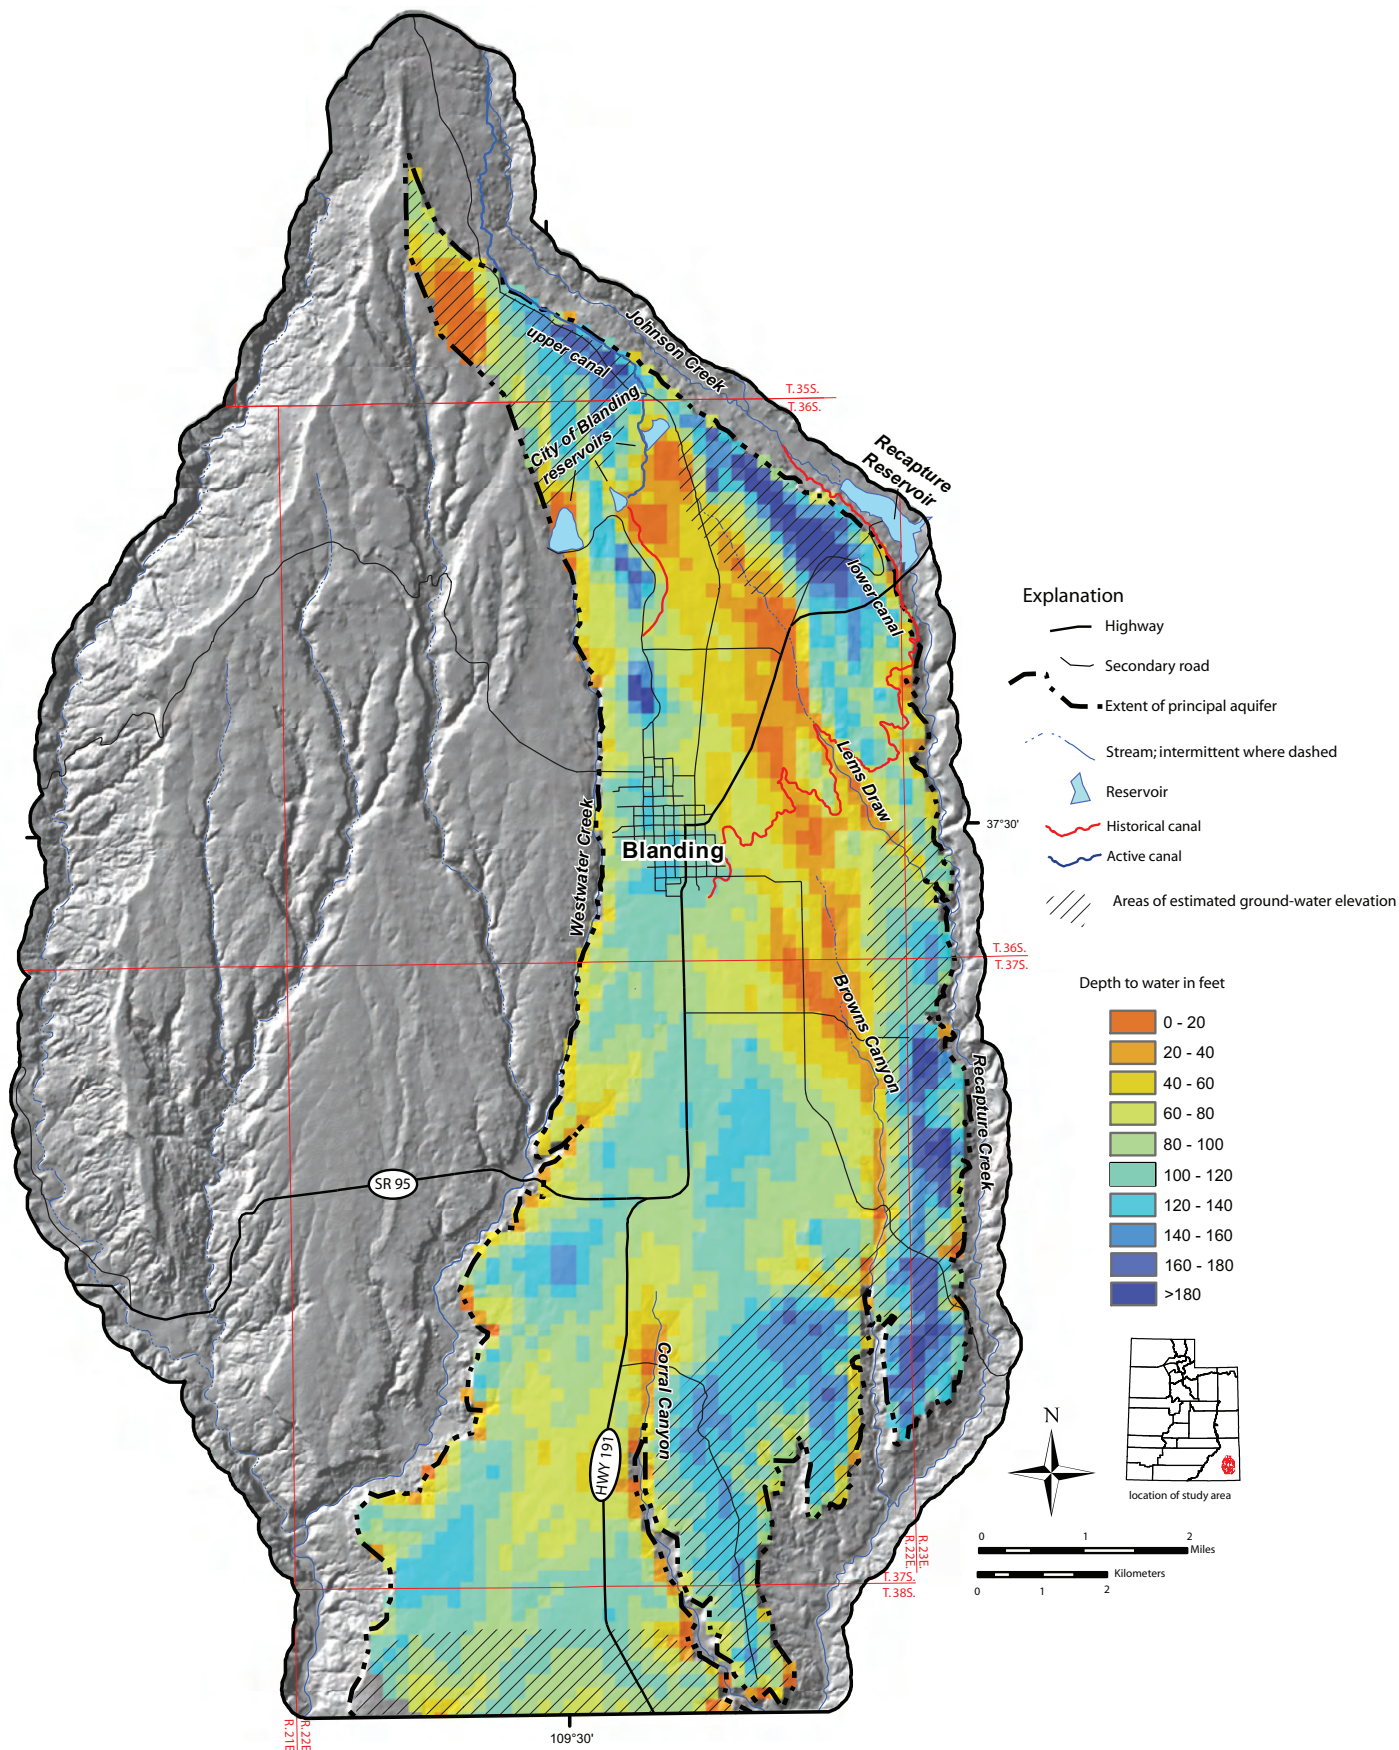 Johnson Creek
upper canal
T.35S.
T.36S.
City of Blanding
reservoirs
Recapture
Reservoir
lower canal
Explanation
Highway
Secondary road
Extent of principal aquifer
Stream; intermittent where dashed
Reservoir
Historical canal
Active canal
Areas of estimated ground-water elevation
Lems Draw
37°30'
Blanding
Westwater Creek
T.36S.
T.37S.
Browns Canyon
Recapture Creek
Depth to water in feet
0 - 20
20 - 40
40 - 60
60 - 80
80 - 100
100 - 120
120 - 140
140 - 160
160 - 180
>180
SR 95
Corral Canyon
HWY 191
N
location of study area
0 1 2
Miles
Kilometers
0 1 2
R.22E.
R.23E.
T.37S.
T.38S.
R.21E
R.22E
109°30'